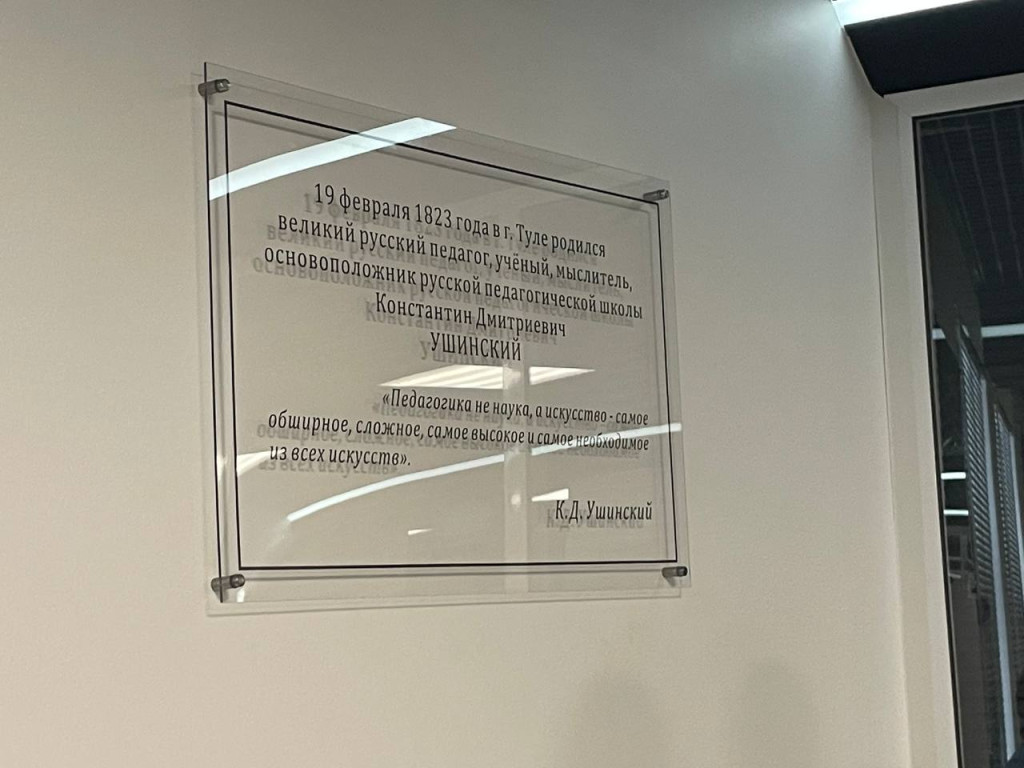 19 февраля 1823 года в г. Туле родился
великий русский педагог, учёный, мыслитель,
основоположник русской педагогической школы
Константин Дмитриевич
УШИНСКИЙ
«Педагогика не наука, а искусство - самое
обширное, сложное, самое высокое и самое необходимое
из всех искусств».
К.Д. Ушинский